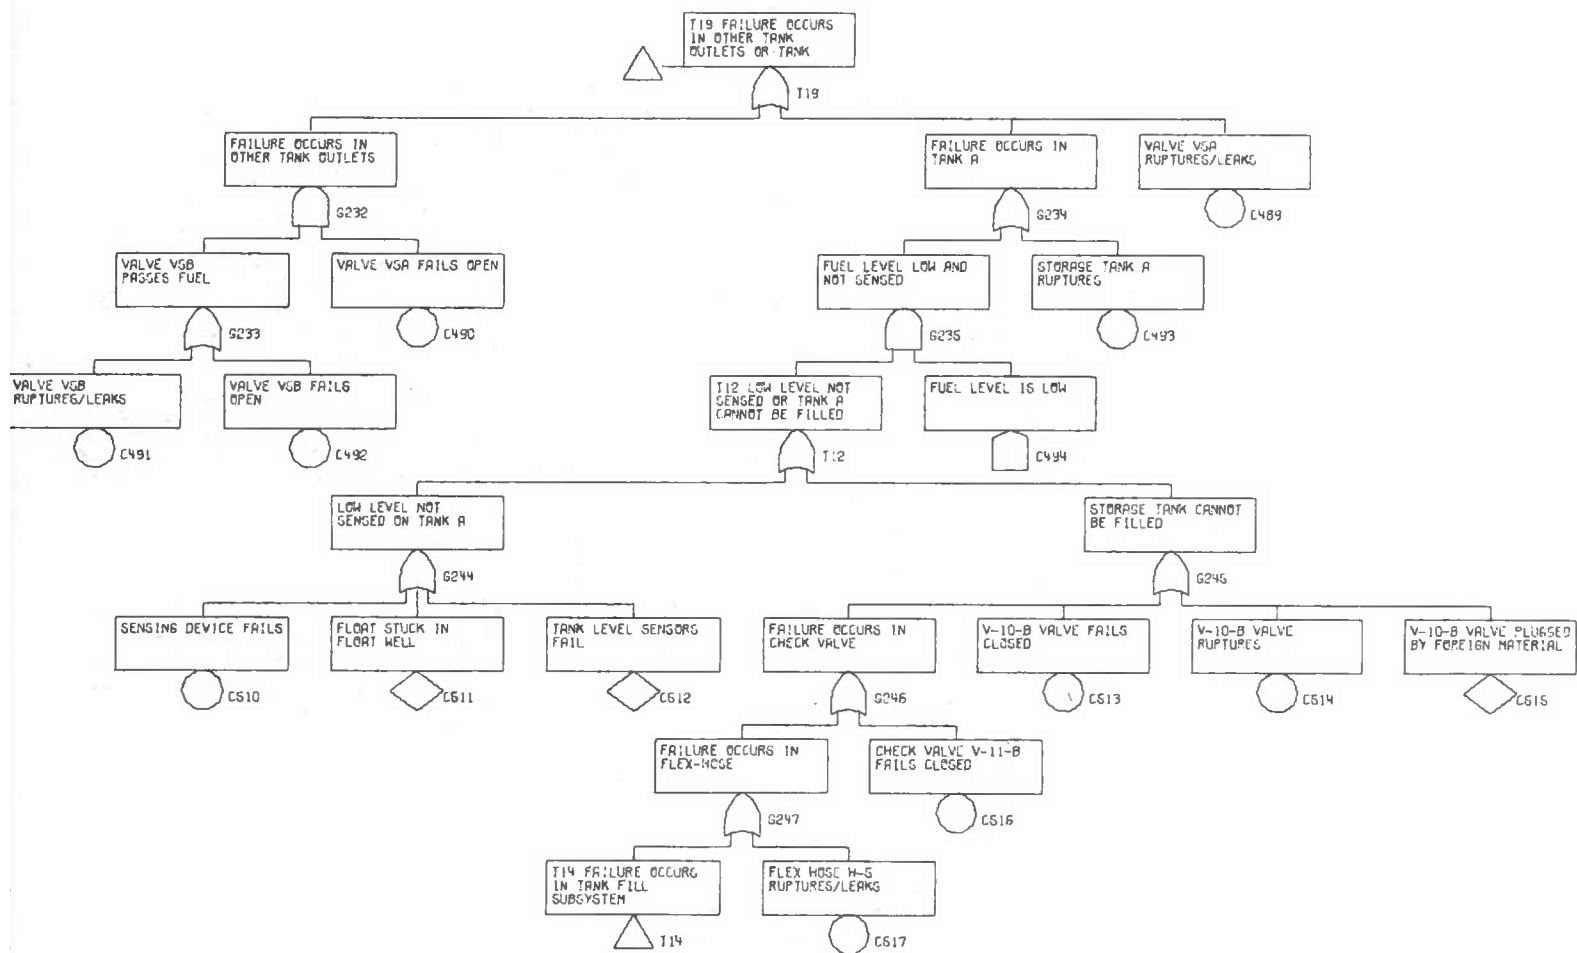 T19 FAILURE OCCURS
IN OTHER TANK
OUTLETS OR TANK
T19
FAILURE OCCURS IN
OTHER TANK OUTLETS
G232
FAILURE OCCURS IN
TANK A
G234
VALVE VGA
RUPTURES/LEAKS
C489
VALVE VGB
PASSES FUEL
G233
VALVE VGA FAILS OPEN
C490
FUEL LEVEL LOW AND
NOT SENSED
G235
STORAGE TANK A
RUPTURES
C493
VALVE VGB
RUPTURES/LEAKS
C491
VALVE VGB FAILS
OPEN
C492
T12 LOW LEVEL NOT
SENSED OR TANK A
CANNOT BE FILLED
T12
FUEL LEVEL IS LOW
C494
LOW LEVEL NOT
SENSED ON TANK A
G244
STORAGE TANK CANNOT
BE FILLED
G245
SENSING DEVICE FAILS
C510
FLOAT STUCK IN
FLOAT WELL
C511
TANK LEVEL SENSORS
FAIL
C512
FAILURE OCCURS IN
CHECK VALVE
G246
V-10-B VALVE FAILS
CLOSED
C513
V-10-B VALVE
RUPTURES
C514
V-10-B VALVE PLUGGED
BY FOREIGN MATERIAL
C515
FAILURE OCCURS IN
FLEX-HOSE
G247
CHECK VALVE V-11-B
FAILS CLOSED
C516
T14 FAILURE OCCURS
IN TANK FILL
SUBSYSTEM
T14
FLEX HOSE H-5
RUPTURES/LEAKS
C517